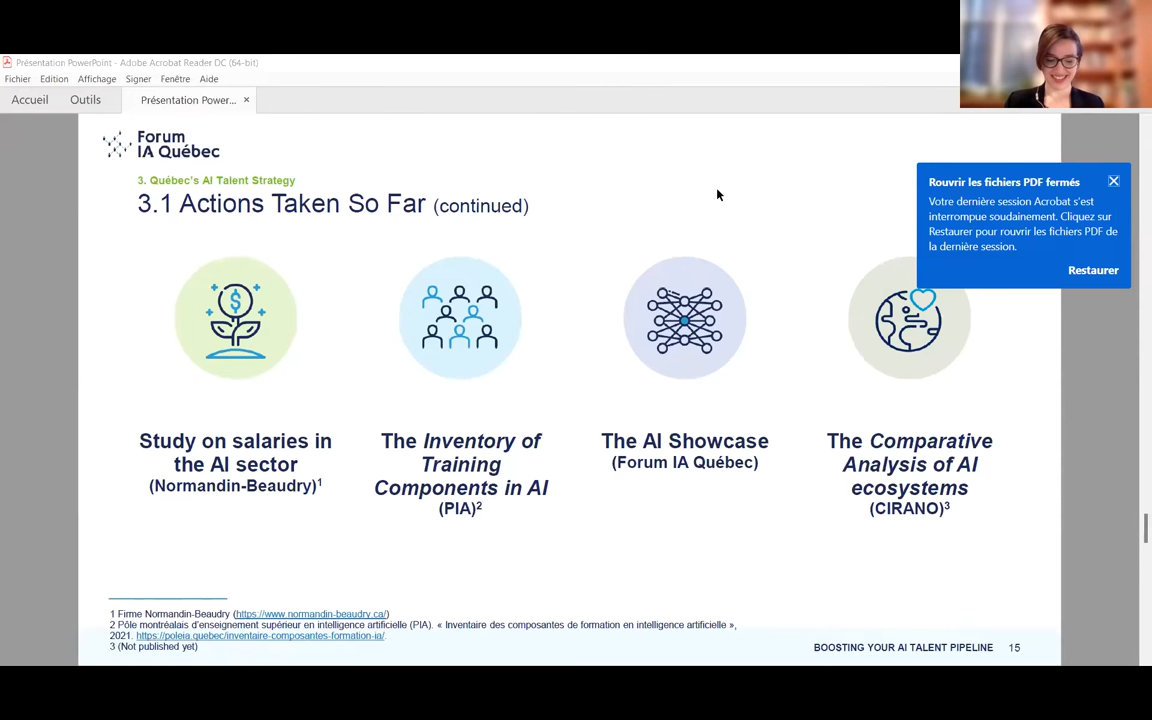 Présentation PowerPoint - Adobe Acrobat Reader DC (64-bit)
Fichier Edition Affichage Signer Fenêtre Aide
Accueil Outils Présentation Power... ×
Forum
IA Québec
3. Québec's AI Talent Strategy
3.1 Actions Taken So Far (continued)
Rouvrir les fichiers PDF fermés
Votre dernière session Acrobat s'est
interrompue soudainement. Cliquez sur
Restaurer pour rouvrir les fichiers PDF de
la dernière session.
Restaurer
$
Study on salaries in
the AI sector
(Normandin-Beaudry)1
The Inventory of
Training
Components in AI
(PIA)2
The AI Showcase
(Forum IA Québec)
The Comparative
Analysis of AI
ecosystems
(CIRANO)3
1 Firme Normandin-Beaudry (https://www.normandin-beaudry.ca/)
2 Pôle montréalais d'enseignement supérieur en intelligence artificielle (PIA). « Inventaire des composantes de formation en intelligence artificielle »,
2021. https://poleia.quebec/inventaire-composantes-formation-ia/.
3 (Not published yet)
BOOSTING YOUR AI TALENT PIPELINE 15